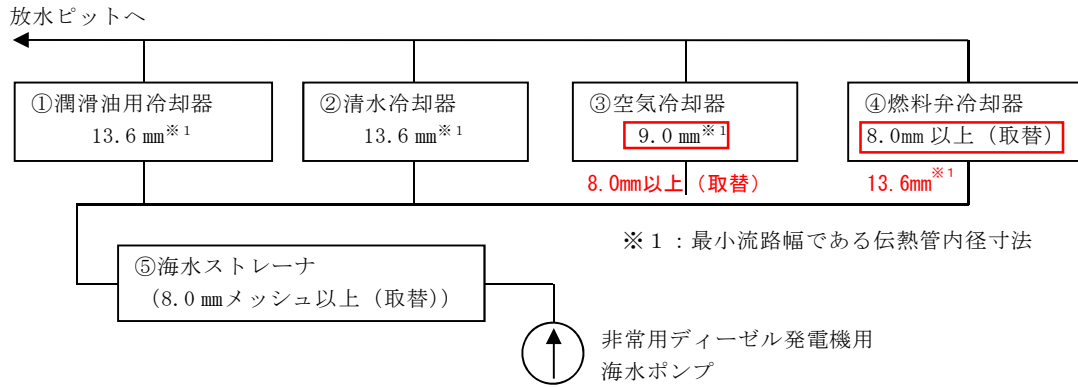 放水ピットへ
①潤滑油用冷却器
13.6 ㎜※1
②清水冷却器
13.6 ㎜※1
③空気冷却器
9.0 ㎜※1
④燃料弁冷却器
8.0mm 以上（取替）
8.0mm以上（取替）
13.6mm※1
※１：最小流路幅である伝熱管内径寸法
⑤海水ストレーナ
（8.0 ㎜メッシュ以上（取替））
非常用ディーゼル発電機用
海水ポンプ